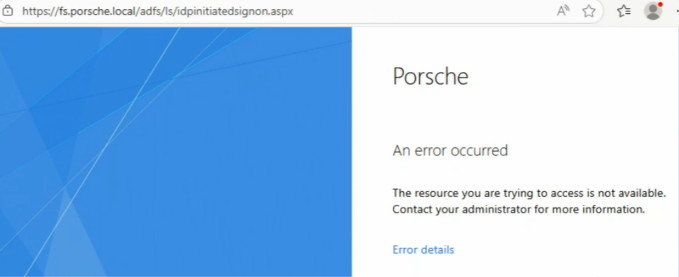 https://fs.porsche.local/adfs/ls/idpinitiatedsignon.aspx
Porsche
An error occurred
The resource you are trying to access is not available.
Contact your administrator for more information.
Error details